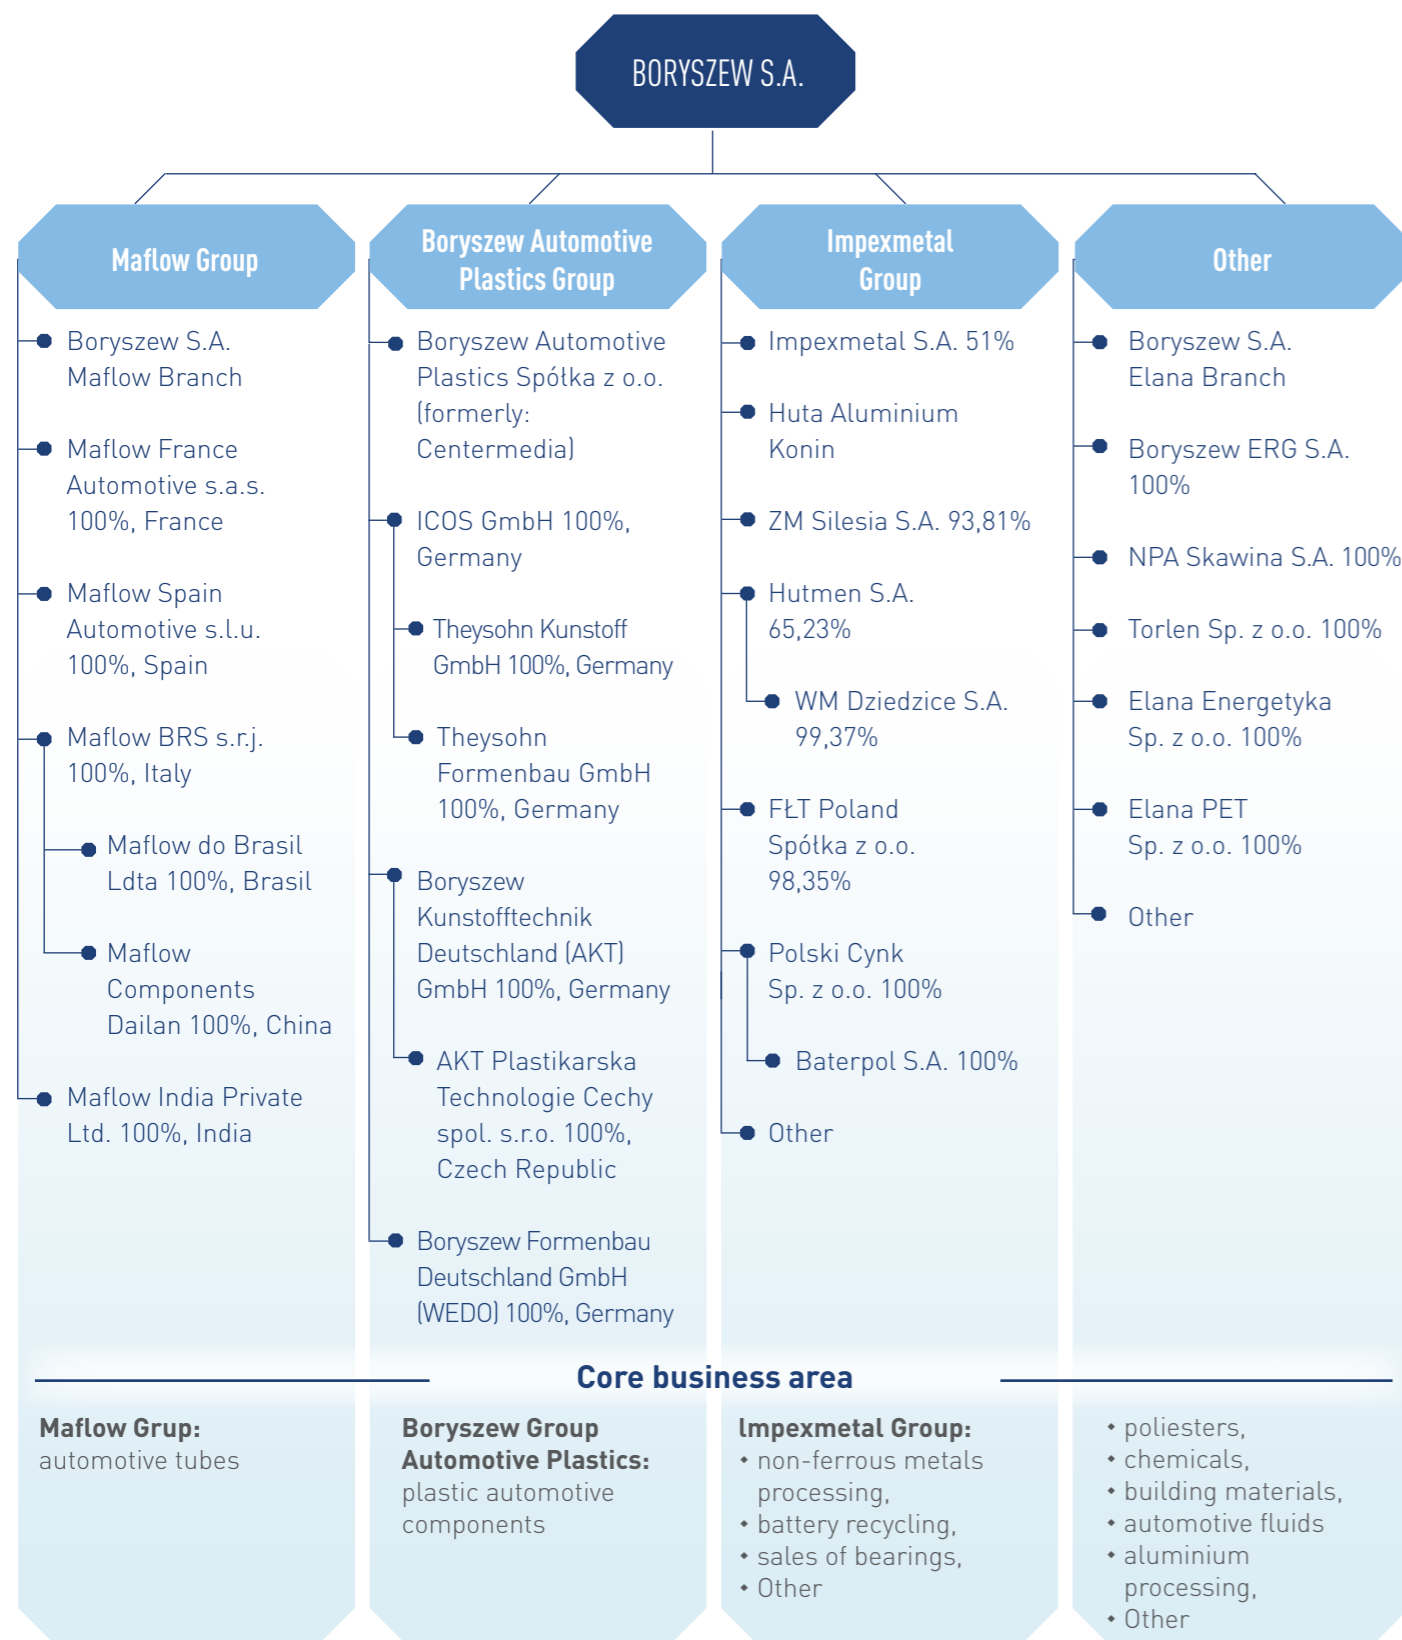 BORYSZEW S.A.
Maflow Group
Boryszew S.A.
Maflow Branch
Maflow France
Automotive s.a.s.
100%, France
Maflow Spain
Automotive s.l.u.
100%, Spain
Maflow BRS s.r.j.
100%, Italy
Maflow do Brasil
Ldta 100%, Brasil
Maflow
Components
Dailan 100%, China
Maflow India Private
Ltd. 100%, India
Boryszew Automotive
Plastics Group
Boryszew Automotive
Plastics Spółka z o.o.
(formerly:
Centermedia)
ICOS GmbH 100%,
Germany
Theysohn Kunstoff
GmbH 100%, Germany
Theysohn
Formenbau GmbH
100%, Germany
Boryszew
Kunstofftechnik
Deutschland (AKT)
GmbH 100%, Germany
AKT Plastikarska
Technologie Cechy
spol. s.r.o. 100%,
Czech Republic
Boryszew Formenbau
Deutschland GmbH
(WEDO) 100%, Germany
Impexmetal
Group
Impexmetal S.A. 51%
Huta Aluminium
Konin
ZM Silesia S.A. 93,81%
Hutmen S.A.
65,23%
WM Dziedzice S.A.
99,37%
FŁT Poland
Spółka z o.o.
98,35%
Polski Cynk
Sp. z o.o. 100%
Baterpol S.A. 100%
Other
Other
Boryszew S.A.
Elana Branch
Boryszew ERG S.A.
100%
NPA Skawina S.A. 100%
Torlen Sp. z o.o. 100%
Elana Energetyka
Sp. z o.o. 100%
Elana PET
Sp. z o.o. 100%
Other
Core business area
Maflow Grup:
automotive tubes
Boryszew Group
Automotive Plastics:
plastic automotive
components
Impexmetal Group:
• non-ferrous metals
processing,
• battery recycling,
• sales of bearings,
• Other
• poliesters,
• chemicals,
• building materials,
• automotive fluids
• aluminium
processing,
• Other